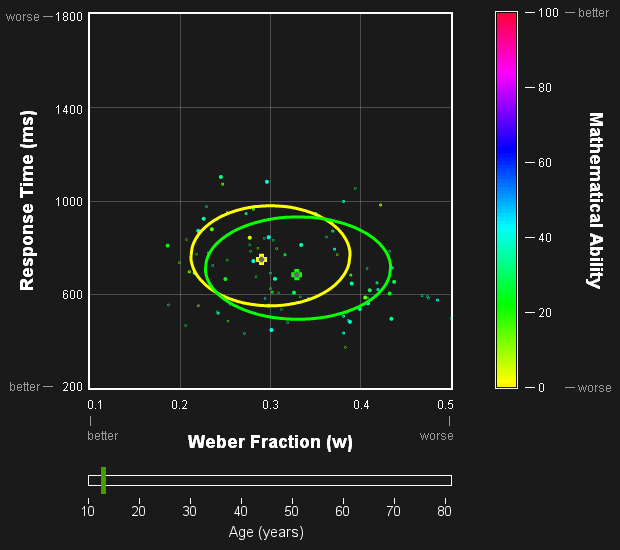 worse
1800
1400
1000
600
200
better
Response Time (ms)
0.1 0.2 0.3 0.4 0.5
better
worse
Weber Fraction (w)
100
80
60
40
20
0
better
worse
Mathematical Ability
10 20 30 40 50 60 70 80
Age (years)